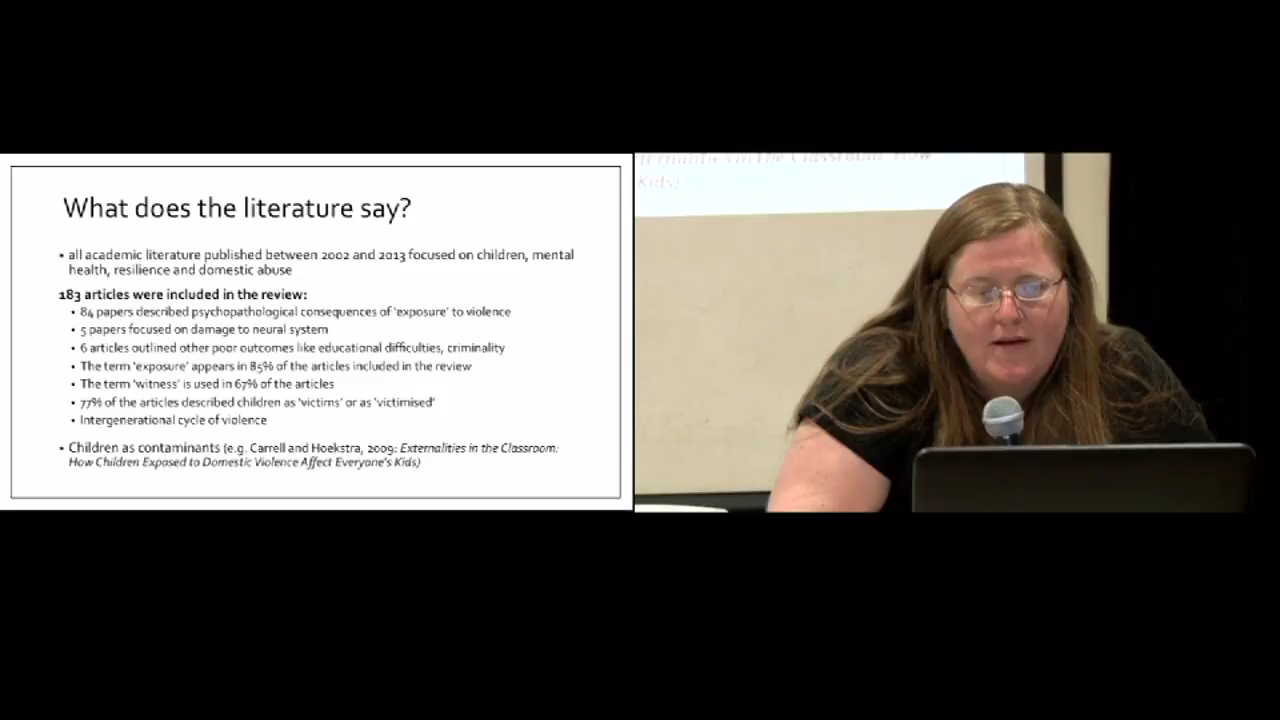 What does the literature say?
• all academic literature published between 2002 and 2013 focused on children, mental
health, resilience and domestic abuse
183 articles were included in the review:
• 84 papers described psychopathological consequences of 'exposure' to violence
• 5 papers focused on damage to neural system
• 6 articles outlined other poor outcomes like educational difficulties, criminality
• The term 'exposure' appears in 85% of the articles included in the review
• The term 'witness' is used in 67% of the articles
• 77% of the articles described children as 'victims' or as 'victimised'
• Intergenerational cycle of violence
• Children as contaminants (e.g. Carrell and Hoekstra, 2009: Externalities in the Classroom:
How Children Exposed to Domestic Violence Affect Everyone's Kids)
in the Classroom: How
Kids)